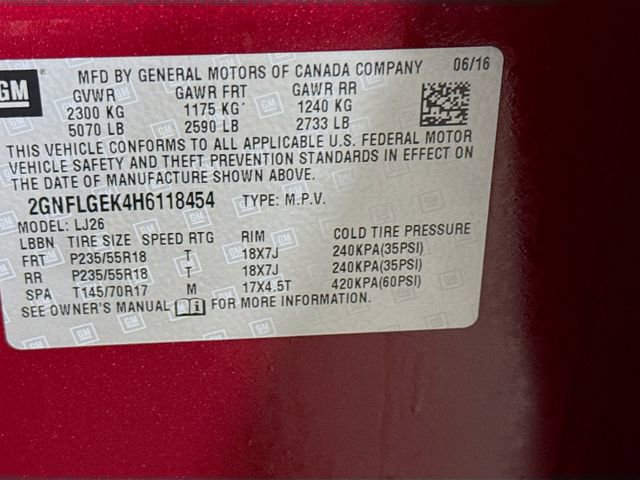 GM
MFD BY GENERAL MOTORS OF CANADA COMPANY 06/16
GVWR GAWR FRT GAWR RR
2300 KG 1175 KG 1240 KG
5070 LB 2590 LB 2733 LB
THIS VEHICLE CONFORMS TO ALL APPLICABLE U.S. FEDERAL MOTOR
VEHICLE SAFETY AND THEFT PREVENTION STANDARDS IN EFFECT ON
THE DATE OF MANUFACTURE SHOWN ABOVE.
2GNFLGEK4H6118454 TYPE: M.P.V.
MODEL: LJ26
LBBN TIRE SIZE SPEED RTG RIM COLD TIRE PRESSURE
FRT P235/55R18 T 18X7J 240KPA(35PSI)
RR P235/55R18 T 18X7J 240KPA(35PSI)
SPA T145/70R17 M 17X4.5T 420KPA(60PSI)
SEE OWNER'S MANUAL FOR MORE INFORMATION.